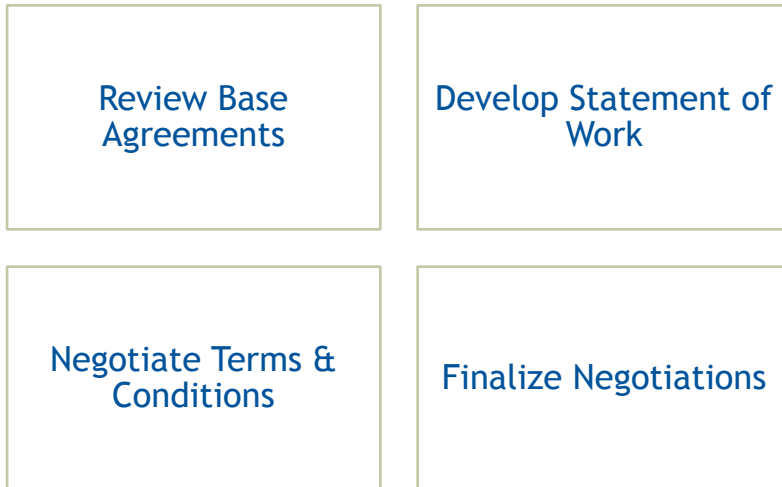 Review Base
Agreements
Develop Statement of
Work
Negotiate Terms &
Conditions
Finalize Negotiations